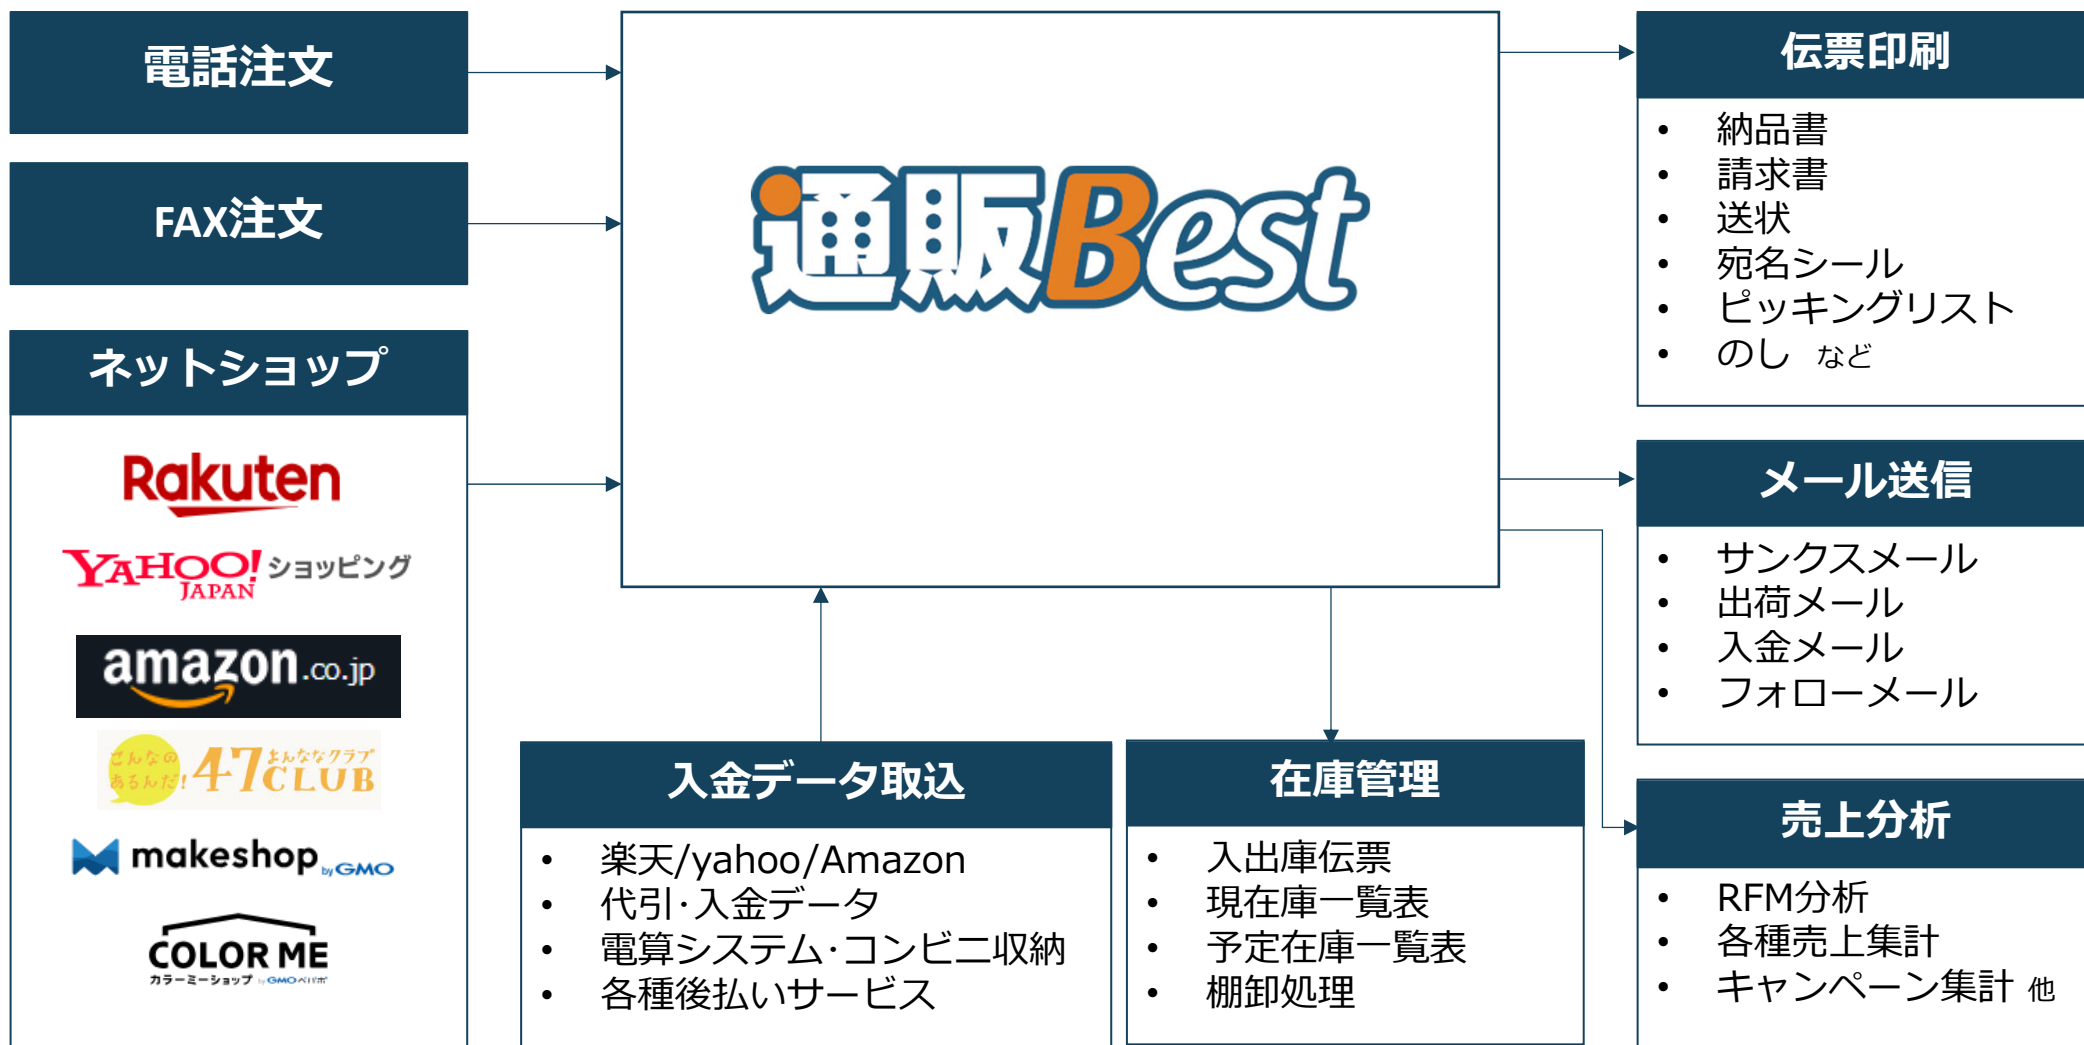 電話注文
FAX注文
ネットショップ
Rakuten
YAHOO! ショッピング
JAPAN
amazon.co.jp
こんなの
あるんだ!
47CLUB
よんななクラブ
makeshop byGMO
COLOR ME
カラーミーショップ by GMOペパボ
通販Best
入金データ取込
• 楽天/yahoo/Amazon
• 代引・入金データ
• 電算システム・コンビニ収納
• 各種後払いサービス
在庫管理
• 入出庫伝票
• 現在庫一覧表
• 予定在庫一覧表
• 棚卸処理
伝票印刷
• 納品書
• 請求書
• 送状
• 宛名シール
• ピッキングリスト
• のし など
メール送信
• サンクスメール
• 出荷メール
• 入金メール
• フォローメール
売上分析
• RFM分析
• 各種売上集計
• キャンペーン集計 他